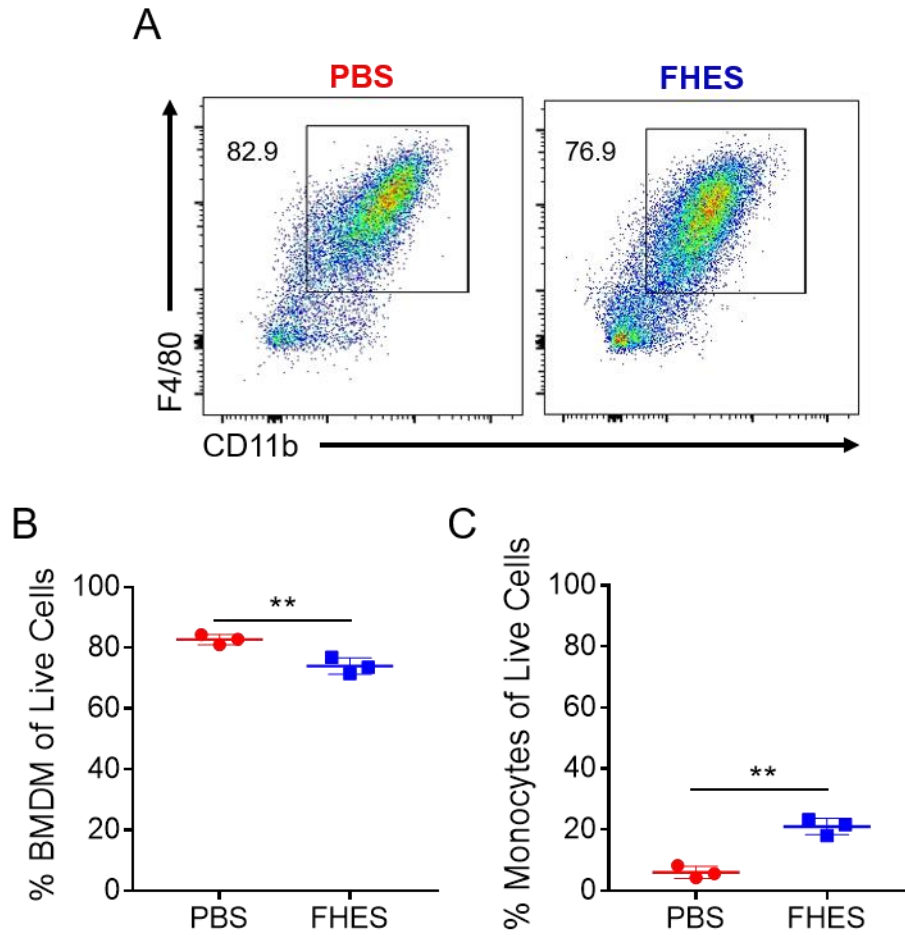 A
PBS FHES
82.9 76.9
F4/80
CD11b
B C
% BMDM of Live Cells
100
80
60
40
20
0
**
PBS FHES
% Monocytes of Live Cells
100
80
60
40
20
0
**
PBS FHES